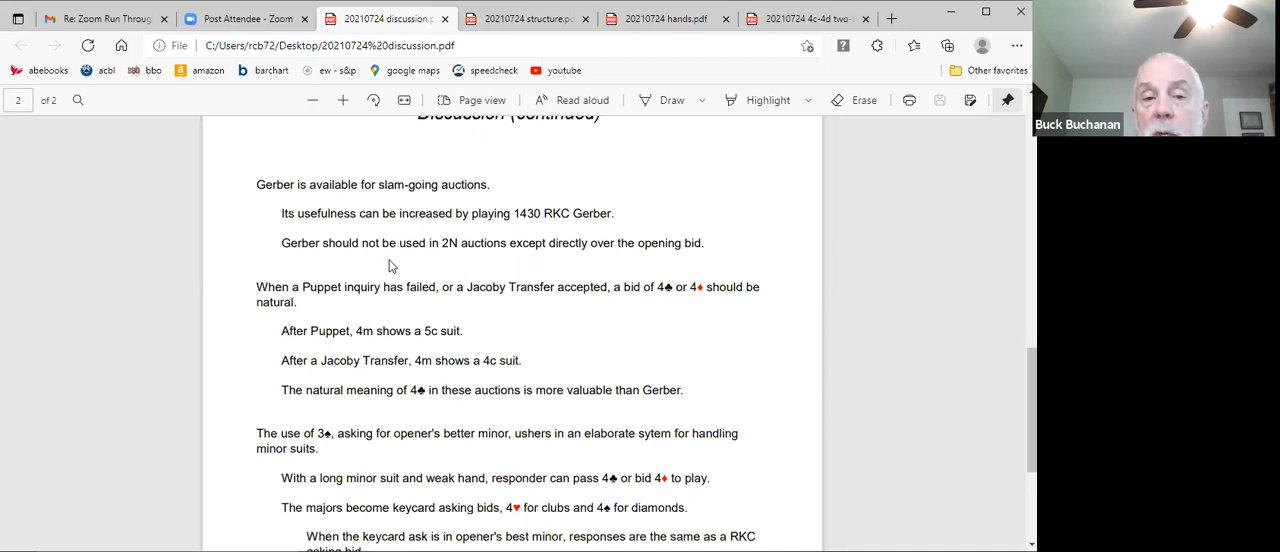 Re: Zoom Run Throug
Post Attendee - Zoom
20210724 discussion.p
20210724 structure.pd
20210724 hands.pdf
20210724 4c-4d two-s
File
C:/Users/rcb72/Desktop/20210724%20discussion.pdf
abebooks
acbl
bbo
amazon
barchart
ew - s&p
google maps
speedcheck
youtube
Other favorites
2 of 2
Page view
Read aloud
Draw
Highlight
Erase
Buck Buchanan
Discussion (continued)
Gerber is available for slam-going auctions.
Its usefulness can be increased by playing 1430 RKC Gerber.
Gerber should not be used in 2N auctions except directly over the opening bid.
When a Puppet inquiry has failed, or a Jacoby Transfer accepted, a bid of 4♣ or 4♦ should be
natural.
After Puppet, 4m shows a 5c suit.
After a Jacoby Transfer, 4m shows a 4c suit.
The natural meaning of 4♣ in these auctions is more valuable than Gerber.
The use of 3♠, asking for opener's better minor, ushers in an elaborate sytem for handling
minor suits.
With a long minor suit and weak hand, responder can pass 4♣ or bid 4♦ to play.
The majors become keycard asking bids, 4♥ for clubs and 4♠ for diamonds.
When the keycard ask is in opener's best minor, responses are the same as a RKC
asking bid